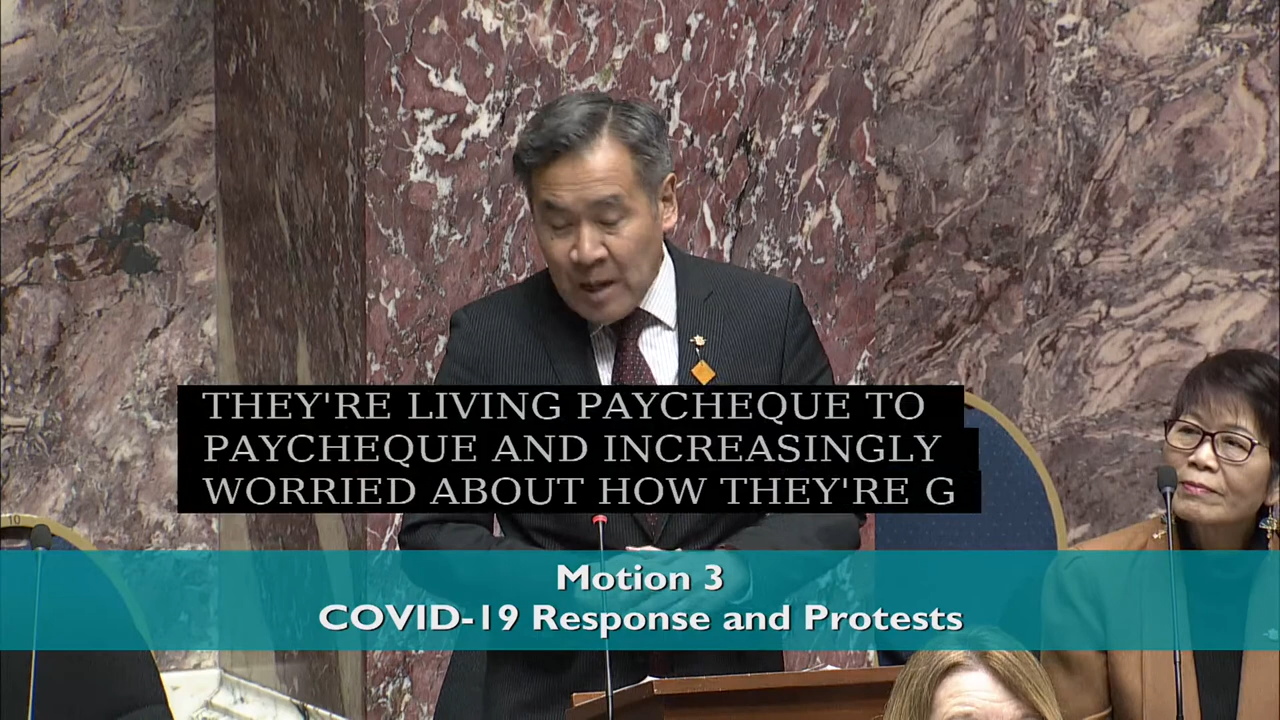 THEY'RE LIVING PAYCHEQUE TO
PAYCHEQUE AND INCREASINGLY
WORRIED ABOUT HOW THEY'RE G
10
Motion 3
COVID-19 Response and Protests